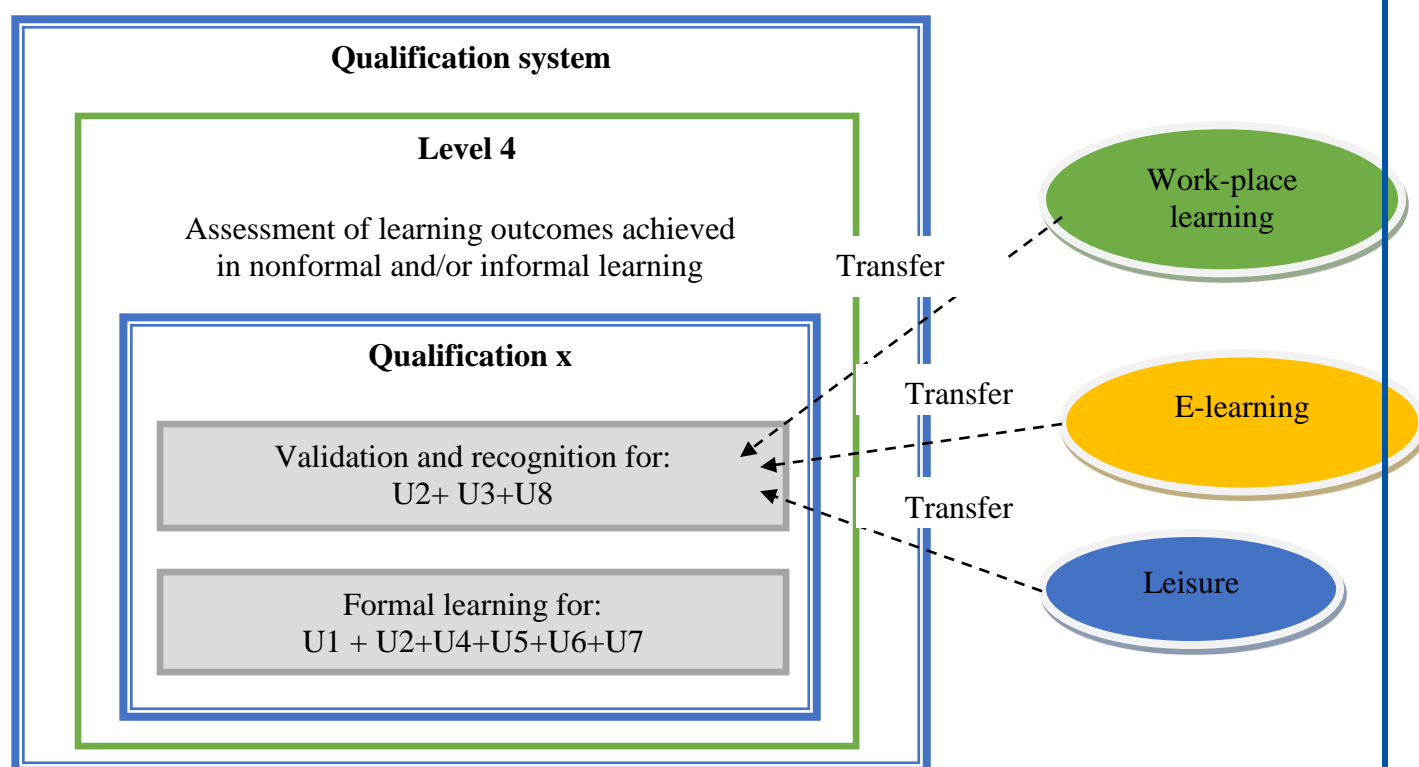 Qualification system
Level 4
Assessment of learning outcomes achieved
in nonformal and/or informal learning
Qualification x
Validation and recognition for:
U2+ U3+U8
Formal learning for:
U1 + U2+U4+U5+U6+U7
Transfer
Transfer
Transfer
Work-place
learning
E-learning
Leisure